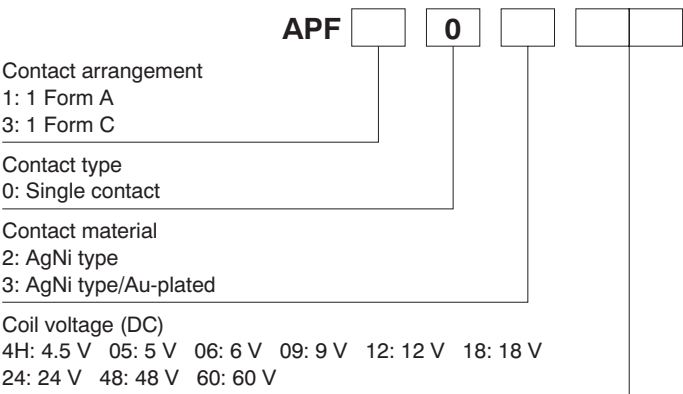 APF 0
Contact arrangement
1: 1 Form A
3: 1 Form C
Contact type
0: Single contact
Contact material
2: AgNi type
3: AgNi type/Au-plated
Coil voltage (DC)
4H: 4.5 V 05: 5 V 06: 6 V 09: 9 V 12: 12 V 18: 18 V
24: 24 V 48: 48 V 60: 60 V